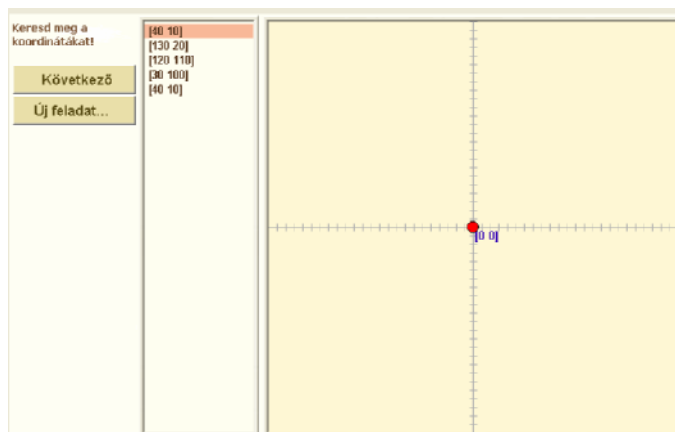 Keresd meg a
koordinátákat!
Következő
Új feladat...
[40 10]
[130 20]
[120 110]
[30 100]
[40 10]
[0 0]